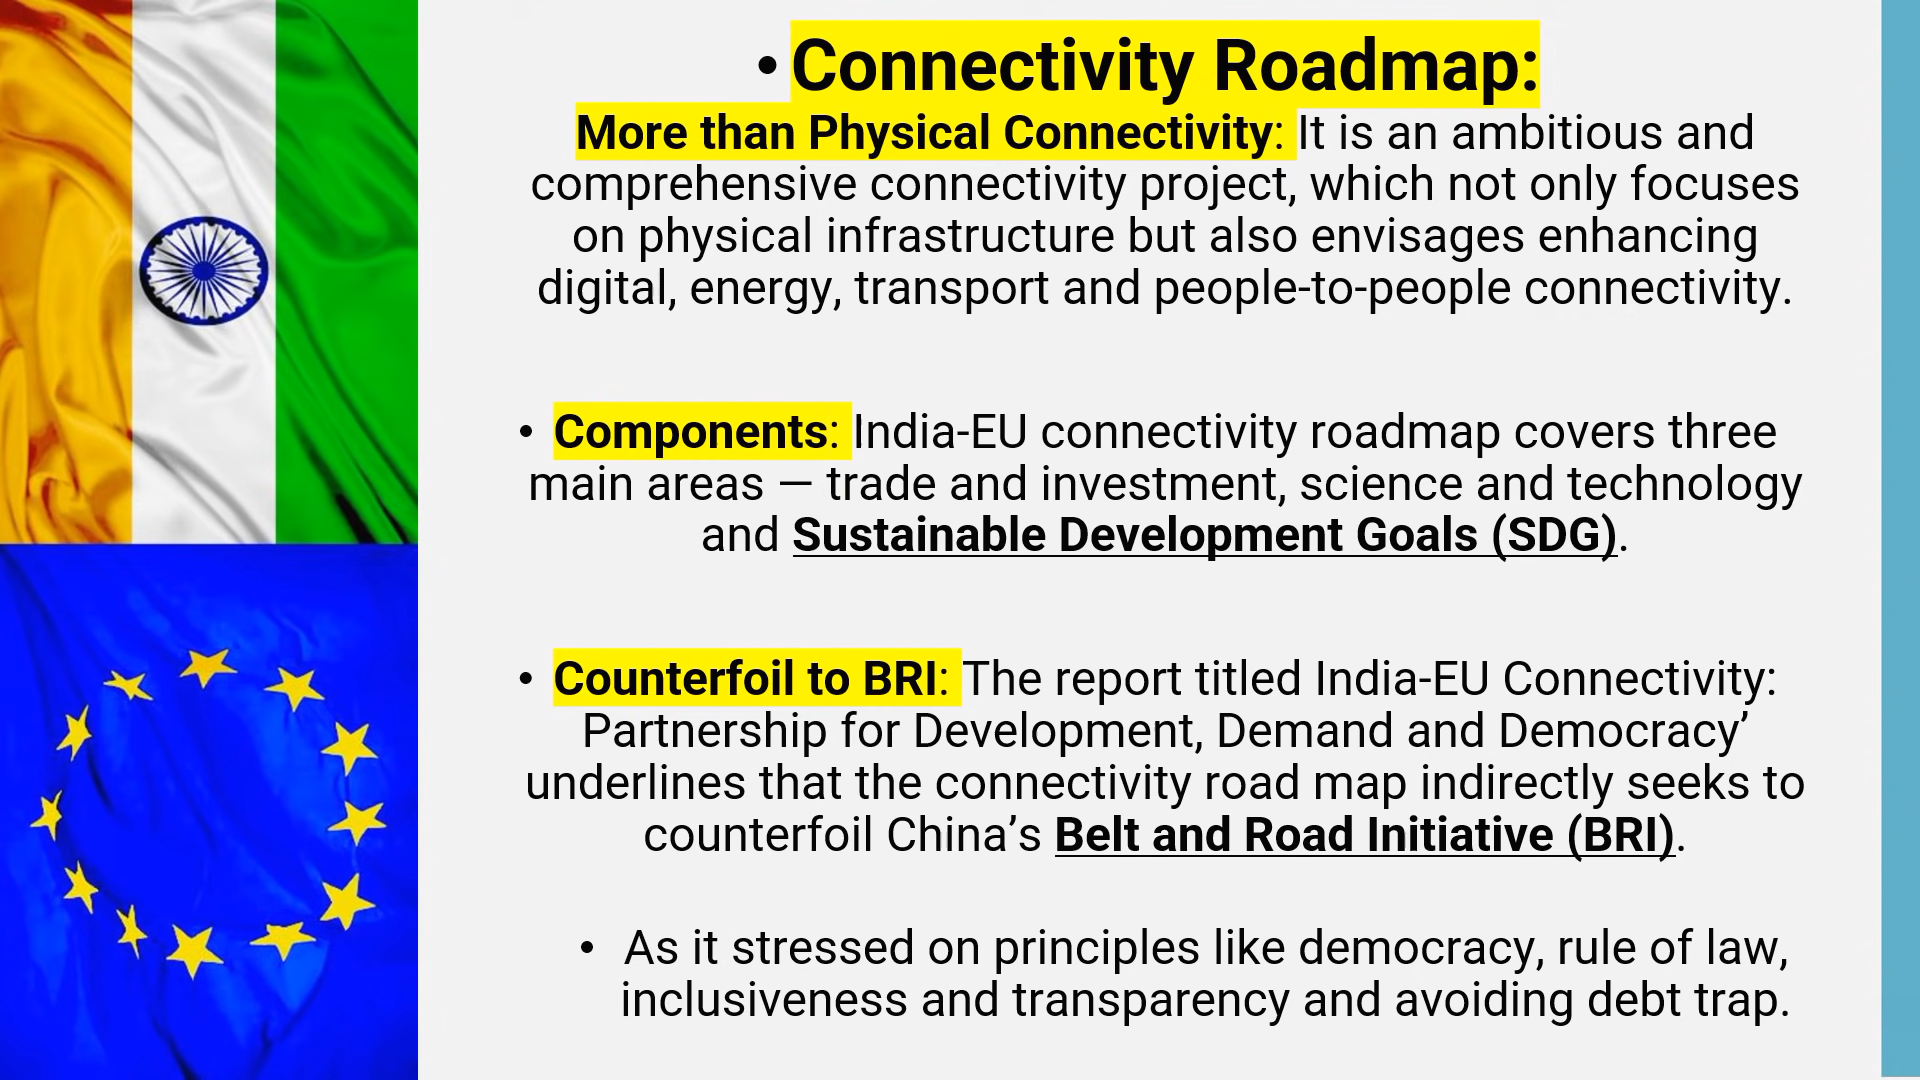 • Connectivity Roadmap:
More than Physical Connectivity: It is an ambitious and
comprehensive connectivity project, which not only focuses
on physical infrastructure but also envisages enhancing
digital, energy, transport and people-to-people connectivity.
• Components: India-EU connectivity roadmap covers three
main areas — trade and investment, science and technology
and Sustainable Development Goals (SDG).
• Counterfoil to BRI: The report titled India-EU Connectivity:
Partnership for Development, Demand and Democracy’
underlines that the connectivity road map indirectly seeks to
counterfoil China’s Belt and Road Initiative (BRI).
• As it stressed on principles like democracy, rule of law,
inclusiveness and transparency and avoiding debt trap.